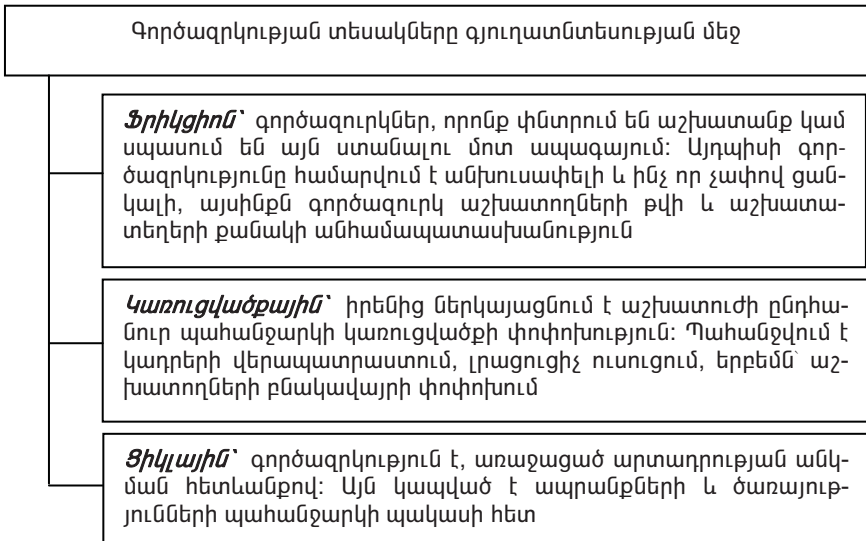 Գործազրկության տեսակները գյուղատնտեսության մեջ
Ֆրիկցիոն՝ գործազուրկներ, որոնք փնտրում են աշխատանք կամ
սպասում են այն ստանալու մոտ ապագայում: Այդպիսի գոր-
ծազրկությունը համարվում է անխուսափելի և ինչ որ չափով ցան-
կալի, այսինքն գործազուրկ աշխատողների թվի և աշխատա-
տեղերի քանակի անհամապատասխանություն
Կառուցվածքային՝ իրենից ներկայացնում է աշխատուժի ընդհա-
նուր պահանջարկի կառուցվածքի փոփոխություն: Պահանջվում է
կադրերի վերապատրաստում, լրացուցիչ ուսուցում, երբեմն՝ աշ-
խատողների բնակավայրի փոփոխում
Ցիկլային՝ գործազրկություն է, առաջացած արտադրության անկ-
ման հետևանքով: Այն կապված է ապրանքների և ծառայու-
թյունների պահանջարկի պակասի հետ